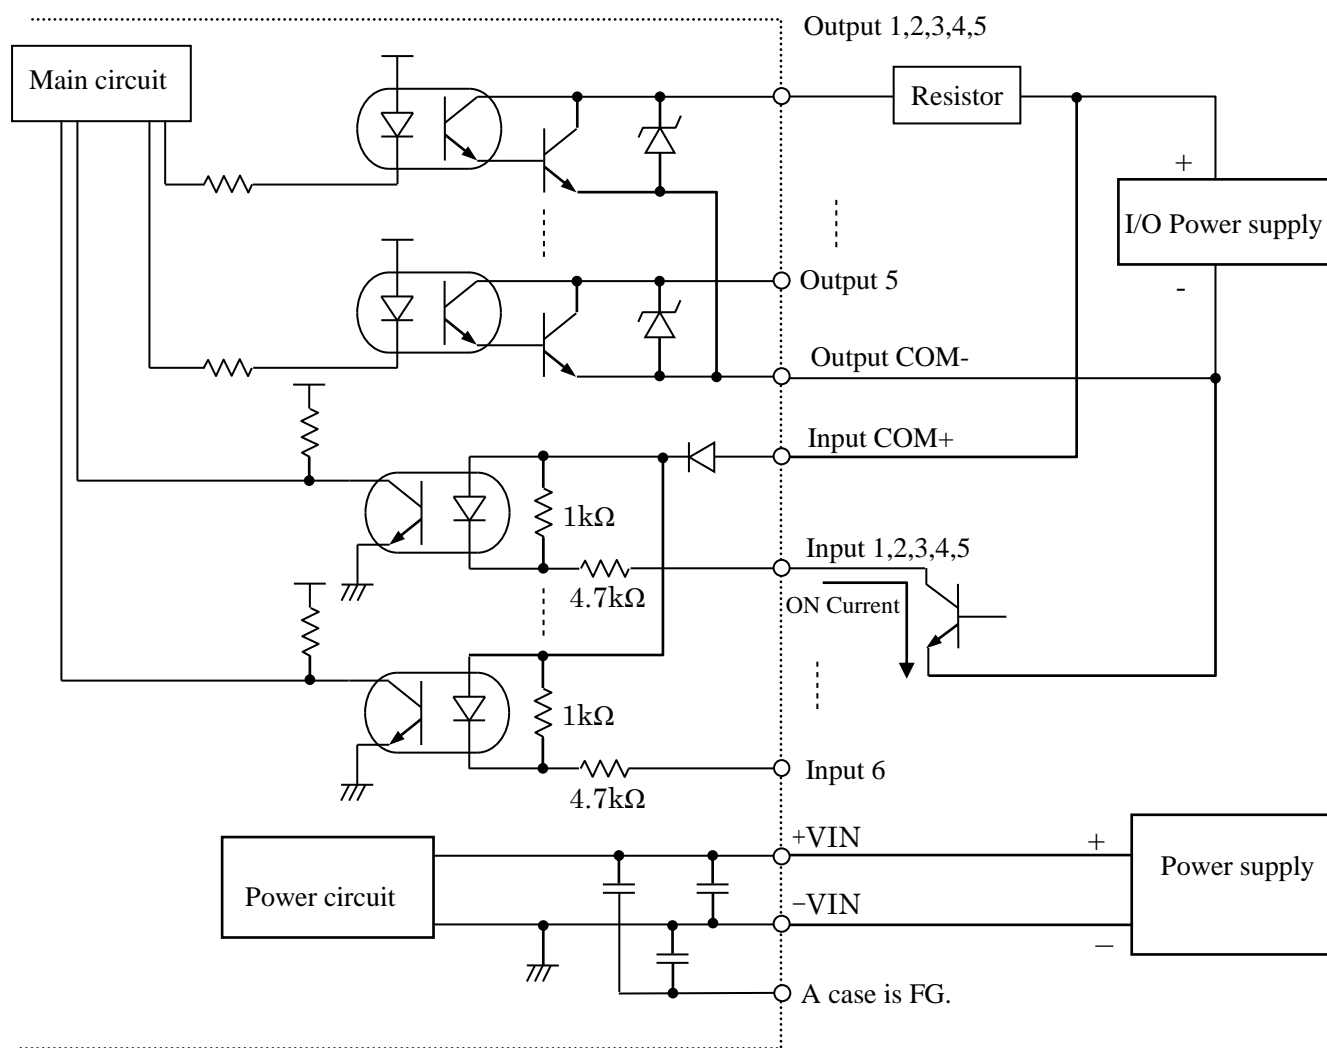 Output 1,2,3,4,5
Main circuit
Resistor
+
I/O Power supply
-
Output 5
Output COM-
Input COM+
1kΩ
Input 1,2,3,4,5
4.7kΩ
ON Current
1kΩ
Input 6
4.7kΩ
+VIN
+
Power supply
Power circuit
−VIN
−
A case is FG.